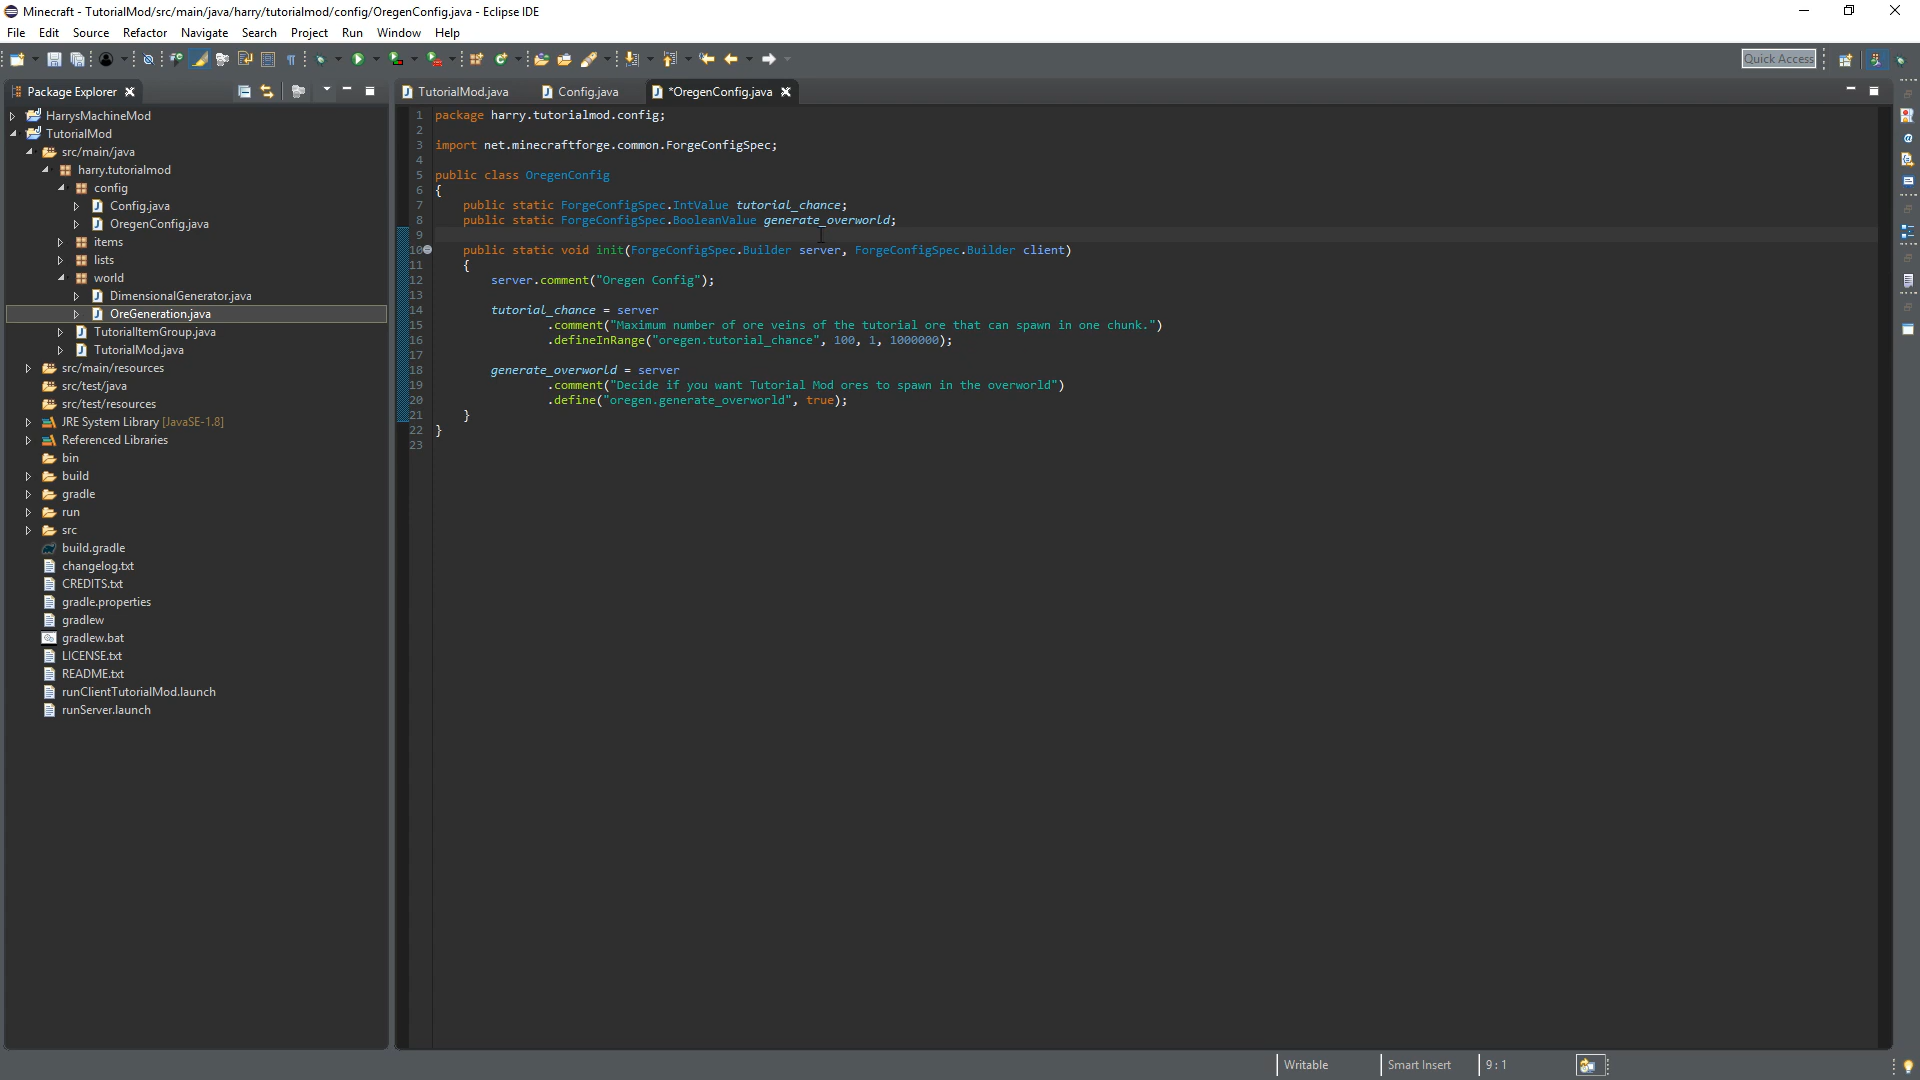 Minecraft - TutorialMod/src/main/java/harry/tutorialmod/config/OregenConfig.java - Eclipse IDE
File Edit Source Refactor Navigate Search Project Run Window Help
Quick Access
Package Explorer
HarrysMachineMod
TutorialMod
src/main/java
harry.tutorialmod
config
Config.java
OregenConfig.java
items
lists
world
DimensionalGenerator.java
OreGeneration.java
TutorialItemGroup.java
TutorialMod.java
src/main/resources
src/test/java
src/test/resources
JRE System Library [JavaSE-1.8]
Referenced Libraries
bin
build
gradle
run
src
build.gradle
changelog.txt
CREDITS.txt
gradle.properties
gradlew
gradlew.bat
LICENSE.txt
README.txt
runClientTutorialMod.launch
runServer.launch
TutorialMod.java Config.java *OregenConfig.java
1 package harry.tutorialmod.config;
2
3 import net.minecraftforge.common.ForgeConfigSpec;
4
5 public class OregenConfig
6 {
7 public static ForgeConfigSpec.IntValue tutorial_chance;
8 public static ForgeConfigSpec.BooleanValue generate_overworld;
9
10 public static void init(ForgeConfigSpec.Builder server, ForgeConfigSpec.Builder client)
11 {
12 server.comment("Oregen Config");
13
14 tutorial_chance = server
15 .comment("Maximum number of ore veins of the tutorial ore that can spawn in one chunk.")
16 .defineInRange("oregen.tutorial_chance", 100, 1, 1000000);
17
18 generate_overworld = server
19 .comment("Decide if you want Tutorial Mod ores to spawn in the overworld")
20 .define("oregen.generate_overworld", true);
21 }
22 }
23
Writable Smart Insert 9 : 1